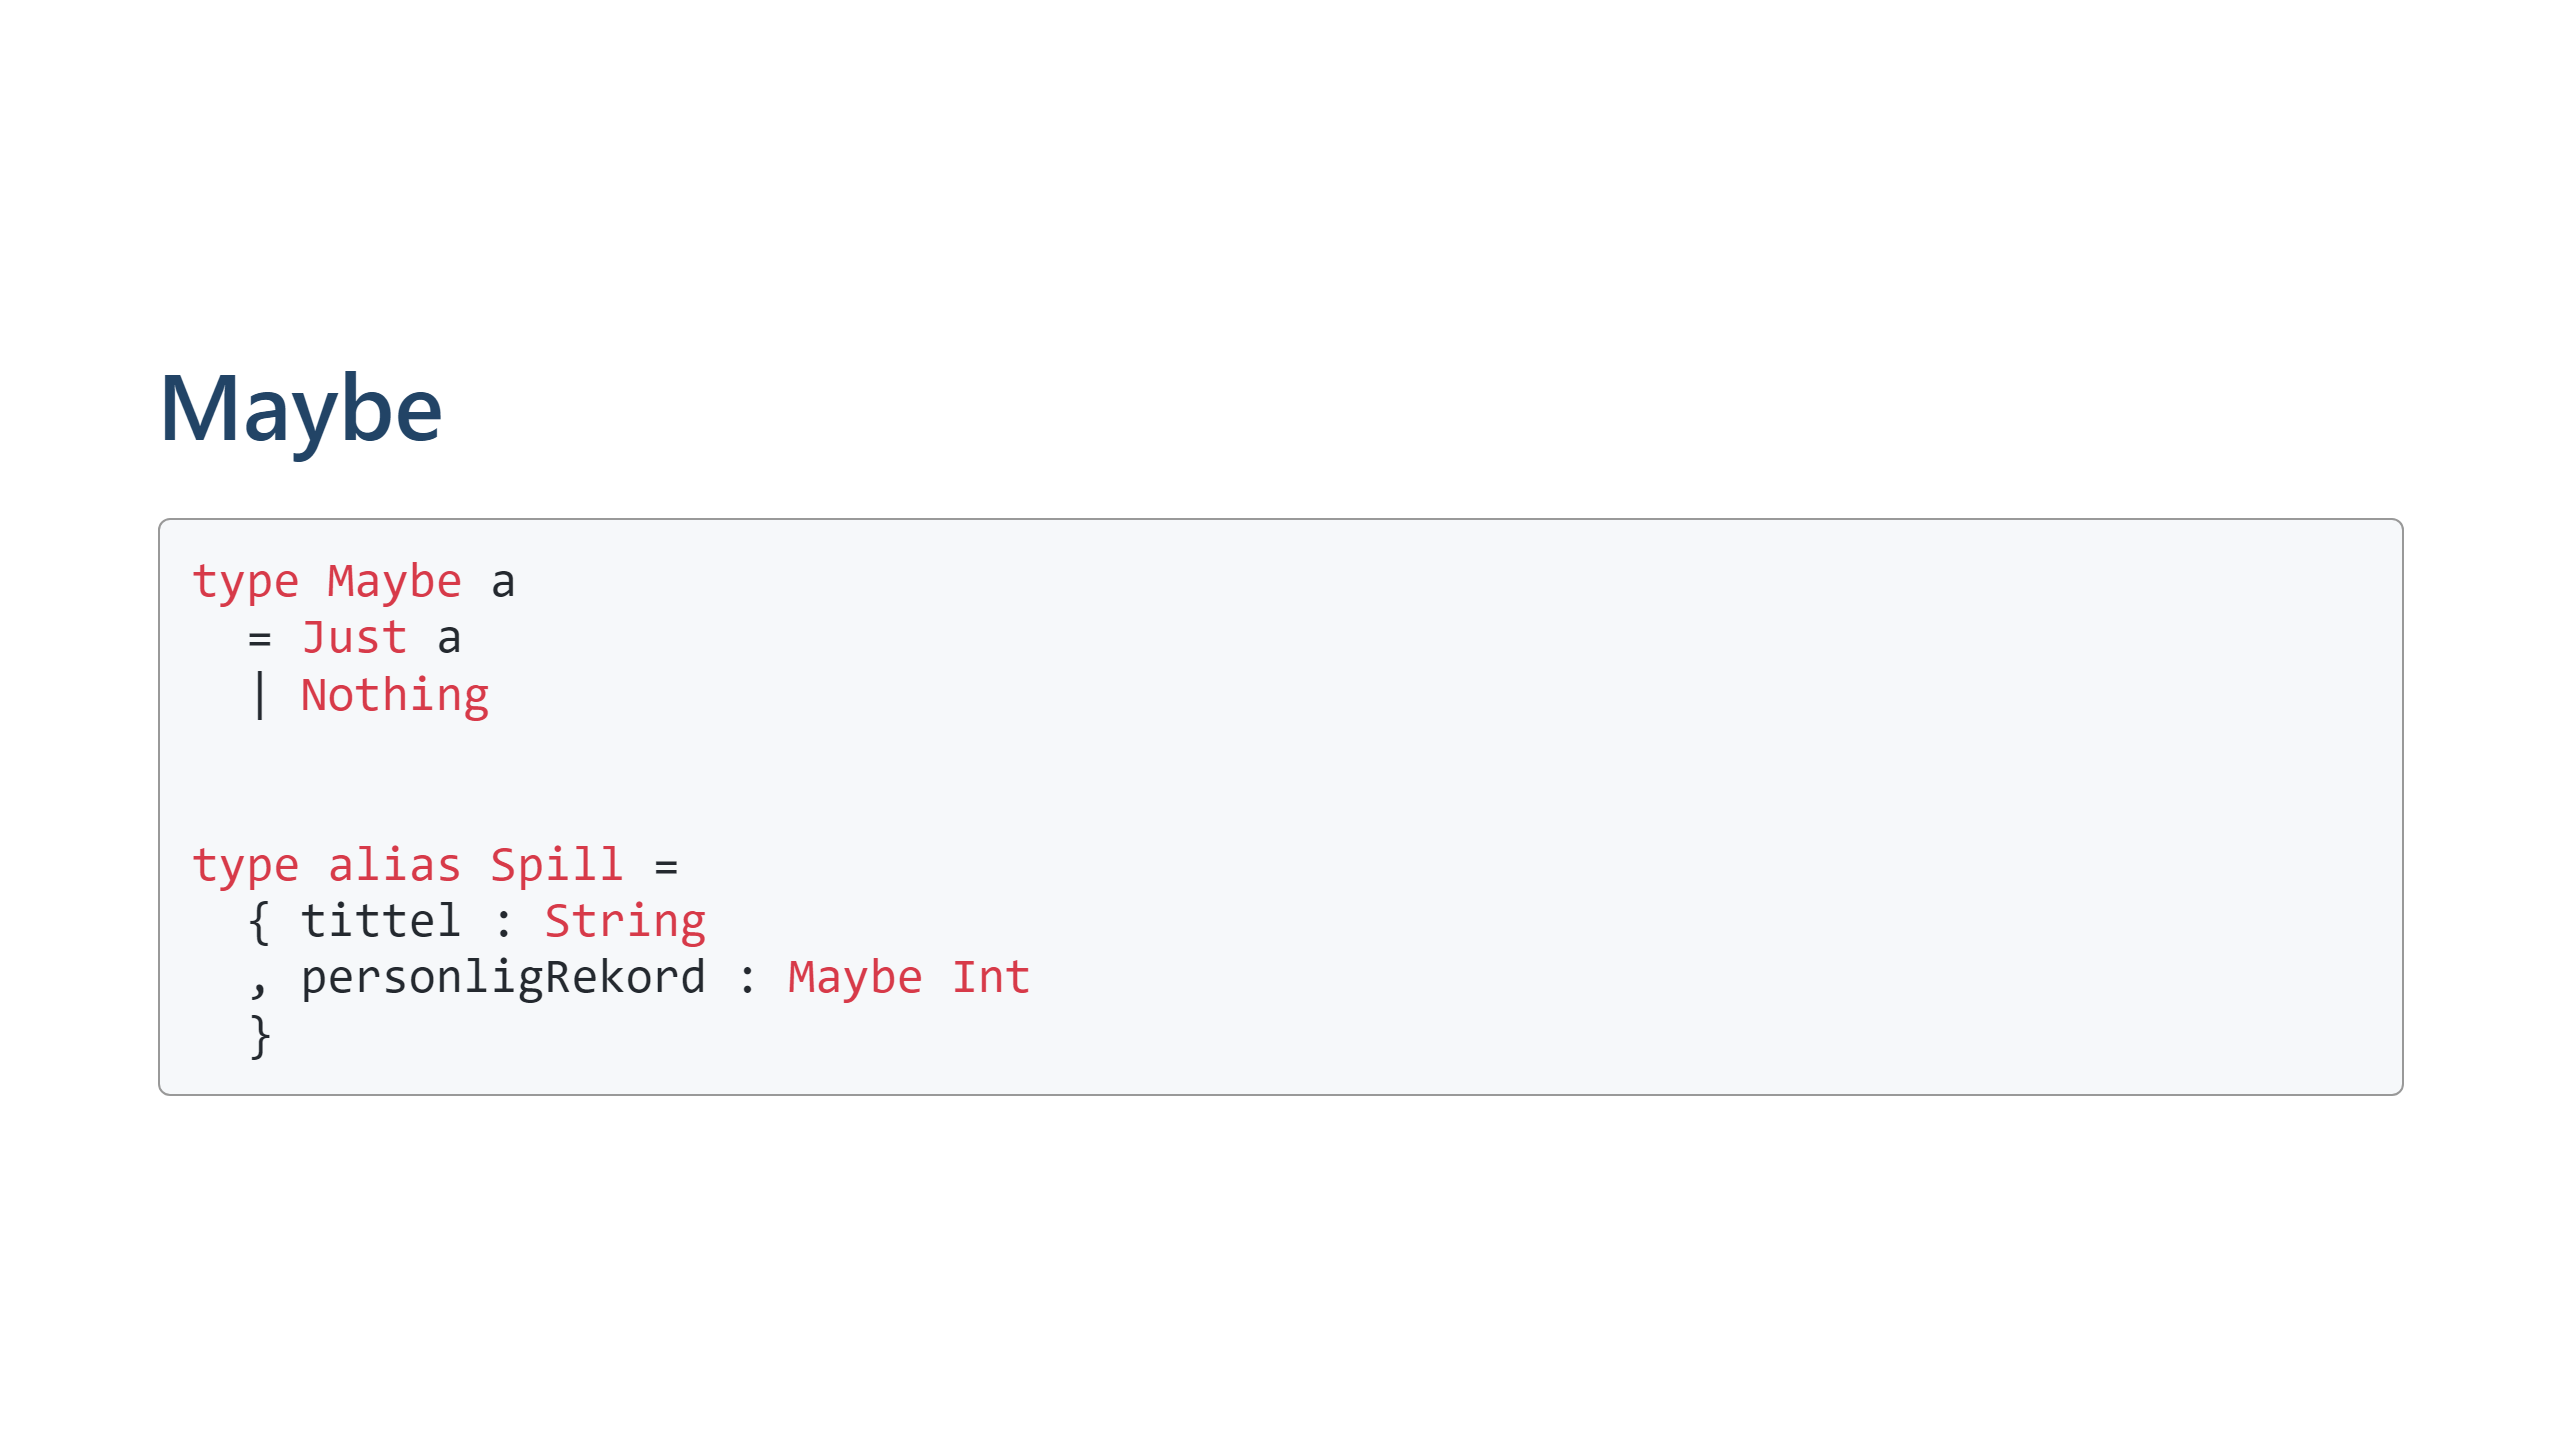 Maybe
type Maybe a
  = Just a
  | Nothing
type alias Spill =
  { tittel : String
  , personligRekord : Maybe Int
  }